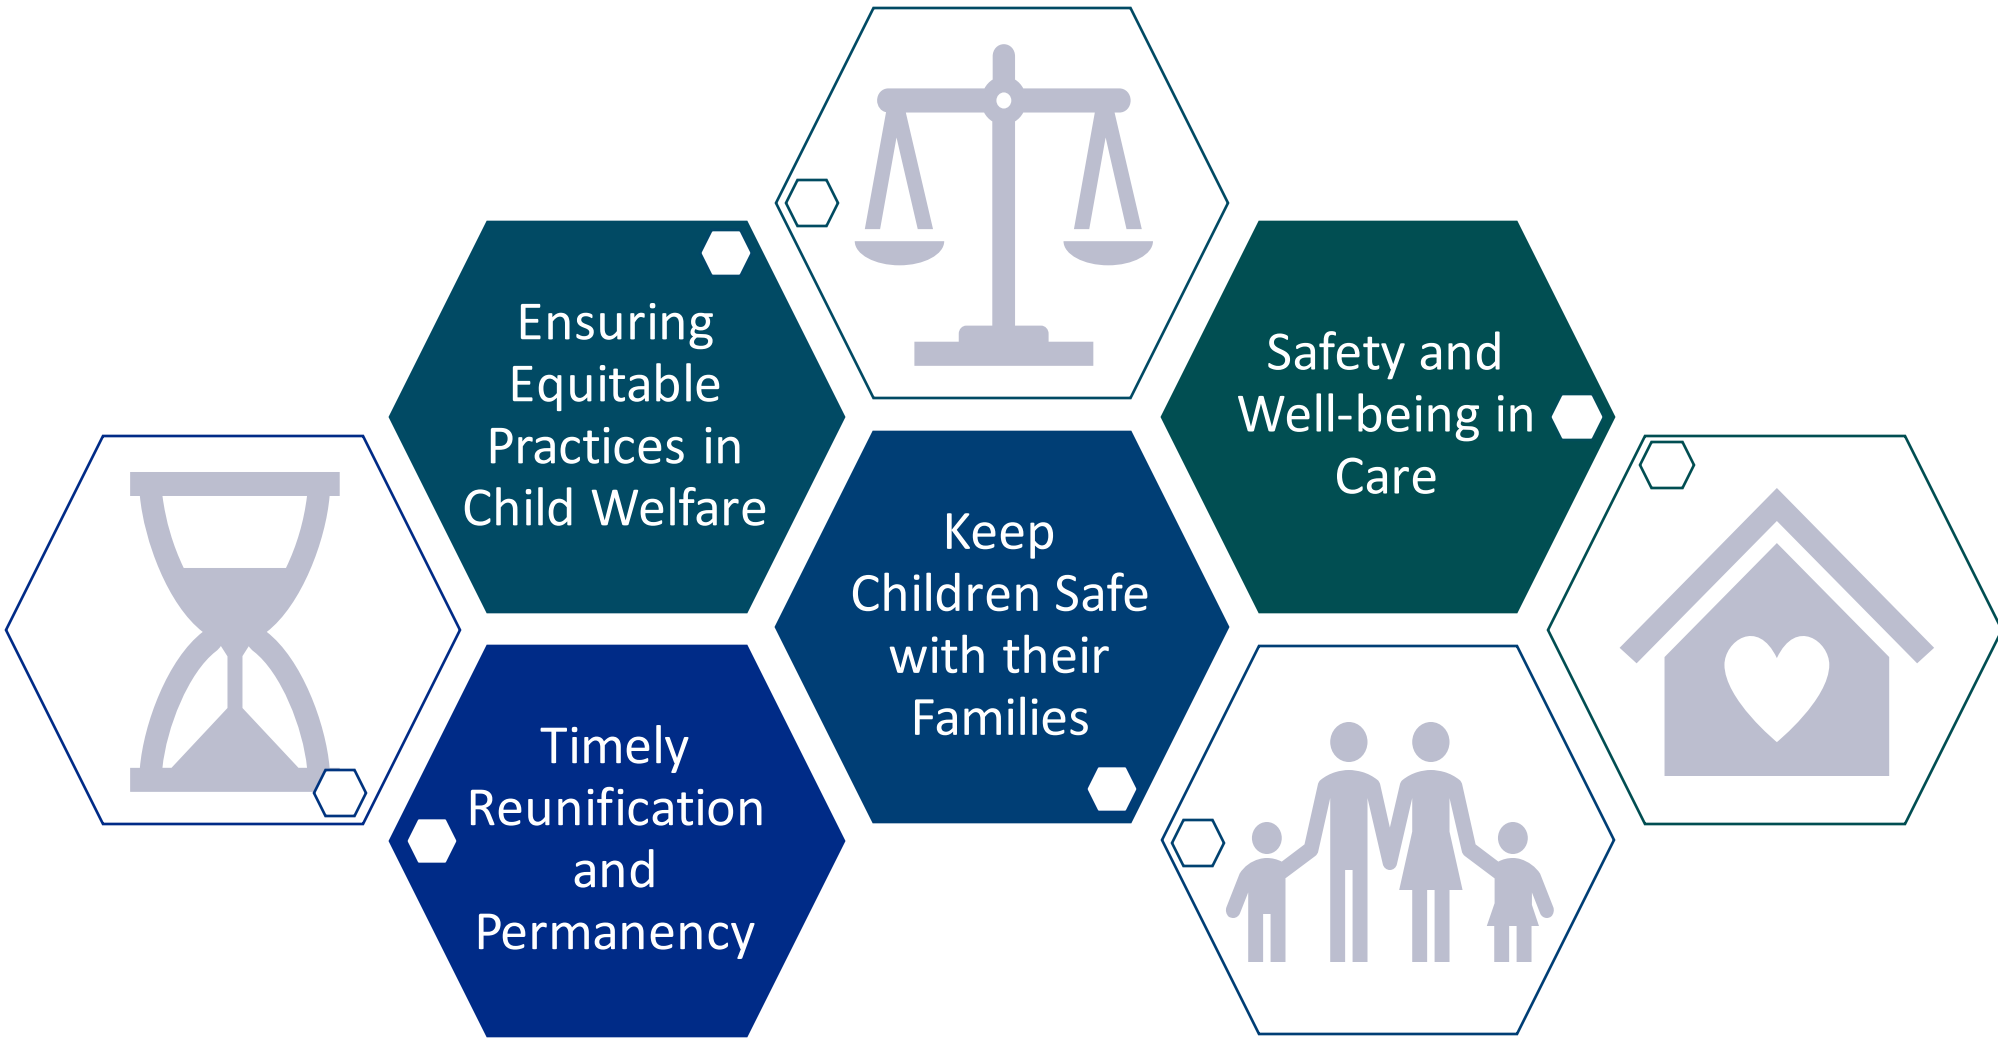 Ensuring
Equitable
Practices in
Child Welfare
Safety and
Well-being in
Care
Keep
Children Safe
with their
Families
Timely
Reunification
and
Permanency